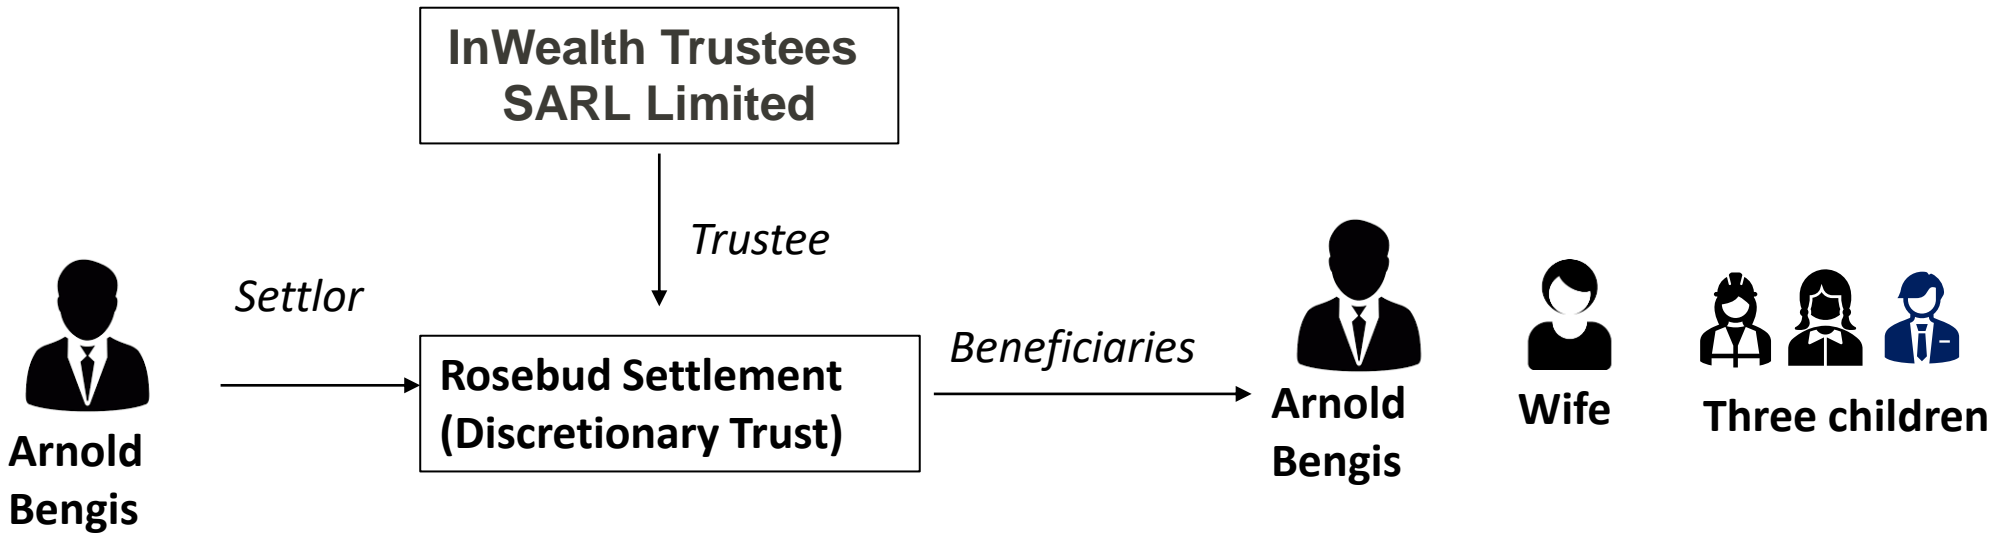 InWealth Trustees
SARL Limited
Trustee
Settlor
Arnold
Bengis
Rosebud Settlement
(Discretionary Trust)
Beneficiaries
Arnold
Bengis
Wife
Three children